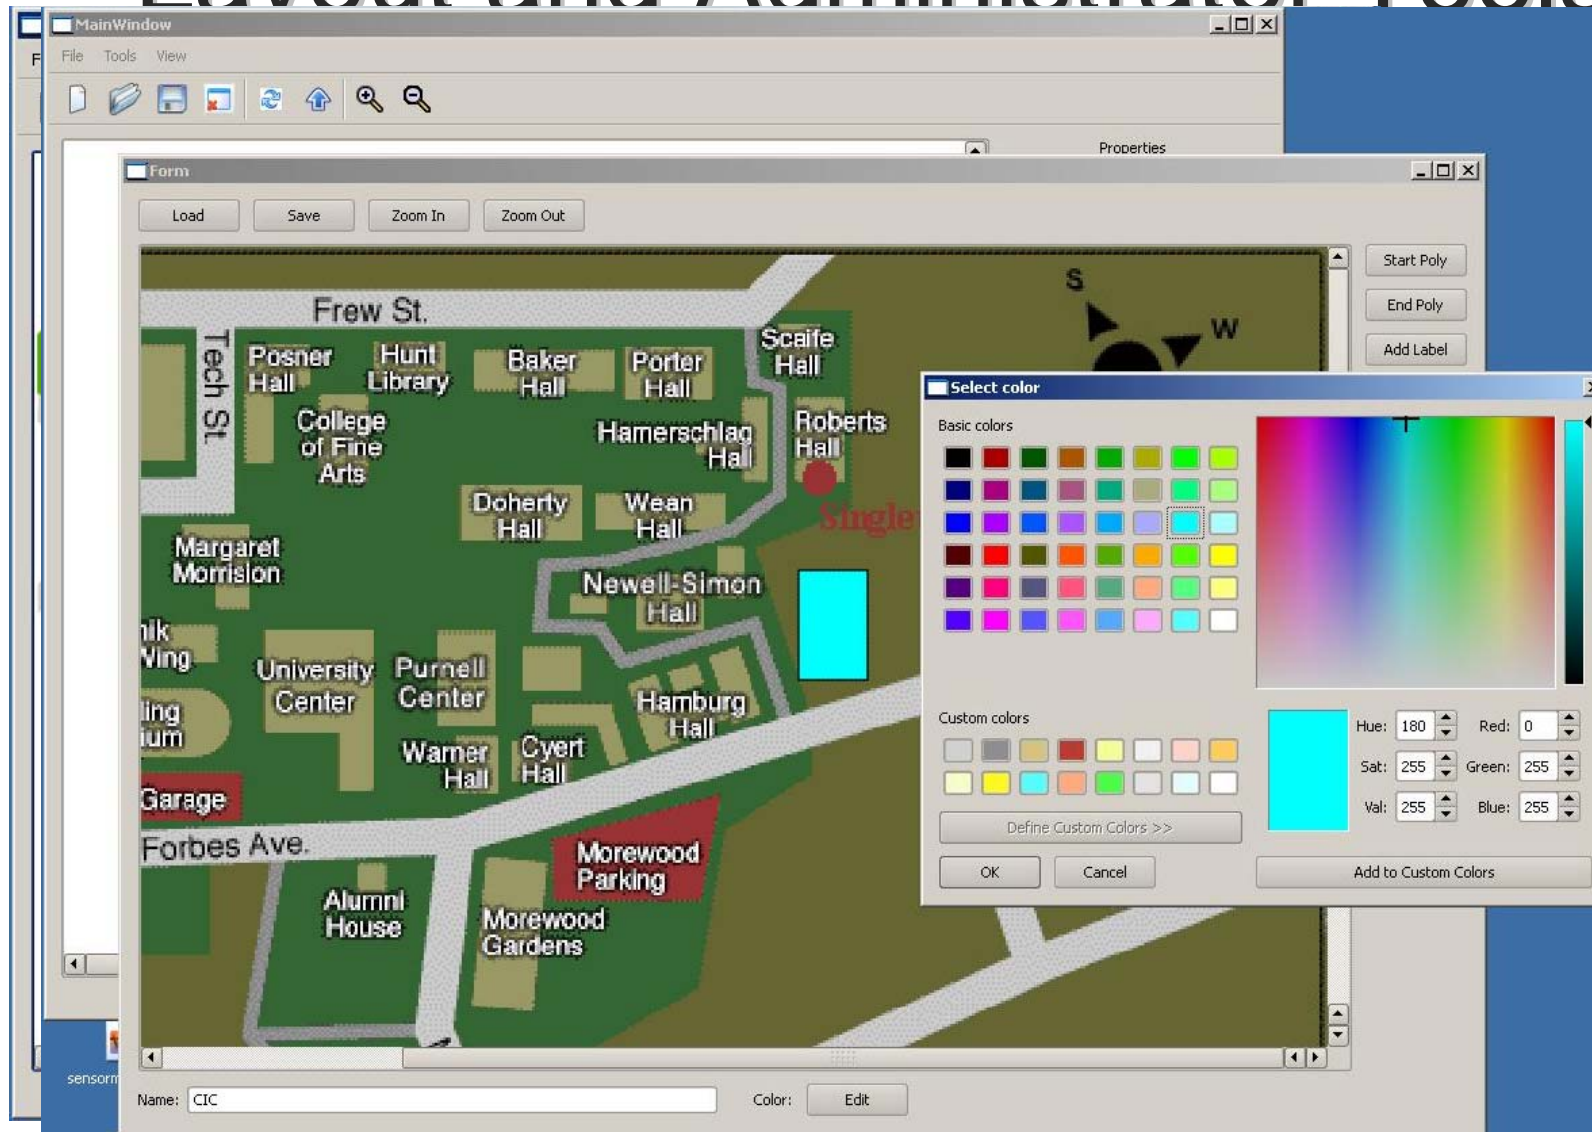 Layout and Administrator Tools
MainWindow
F
File Tools View
Properties
Form
Load Save Zoom In Zoom Out
Start Poly
End Poly
Add Label
S
W
Frew St.
Tech St.
Posner
Hall
Hunt
Library
Baker
Hall
Porter
Hall
Scaife
Hall
College
of Fine
Arts
Hamerschlag
Hall
Roberts
Hall
Doherty
Hall
Wean
Hall
Margaret
Morrision
Newell-Simon
Hall
University
Center
Purnell
Center
Hamburg
Hall
Warner
Hall
Cyert
Hall
Garage
Forbes Ave.
Morewood
Parking
Alumni
House
Morewood
Gardens
Select color
Basic colors
Custom colors
Hue: 180 Red: 0
Sat: 255 Green: 255
Val: 255 Blue: 255
Define Custom Colors >>
OK Cancel Add to Custom Colors
Name: CIC Color: Edit